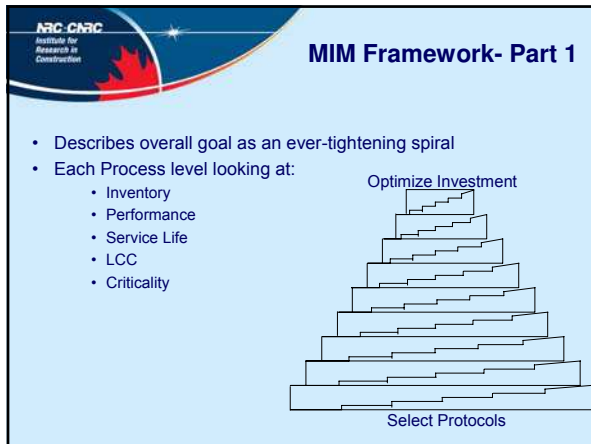 NRC·CNRC
Institute for
Research in
Construction
MIM Framework- Part 1
• Describes overall goal as an ever-tightening spiral
• Each Process level looking at:
• Inventory
• Performance
• Service Life
• LCC
• Criticality
Optimize Investment
Select Protocols